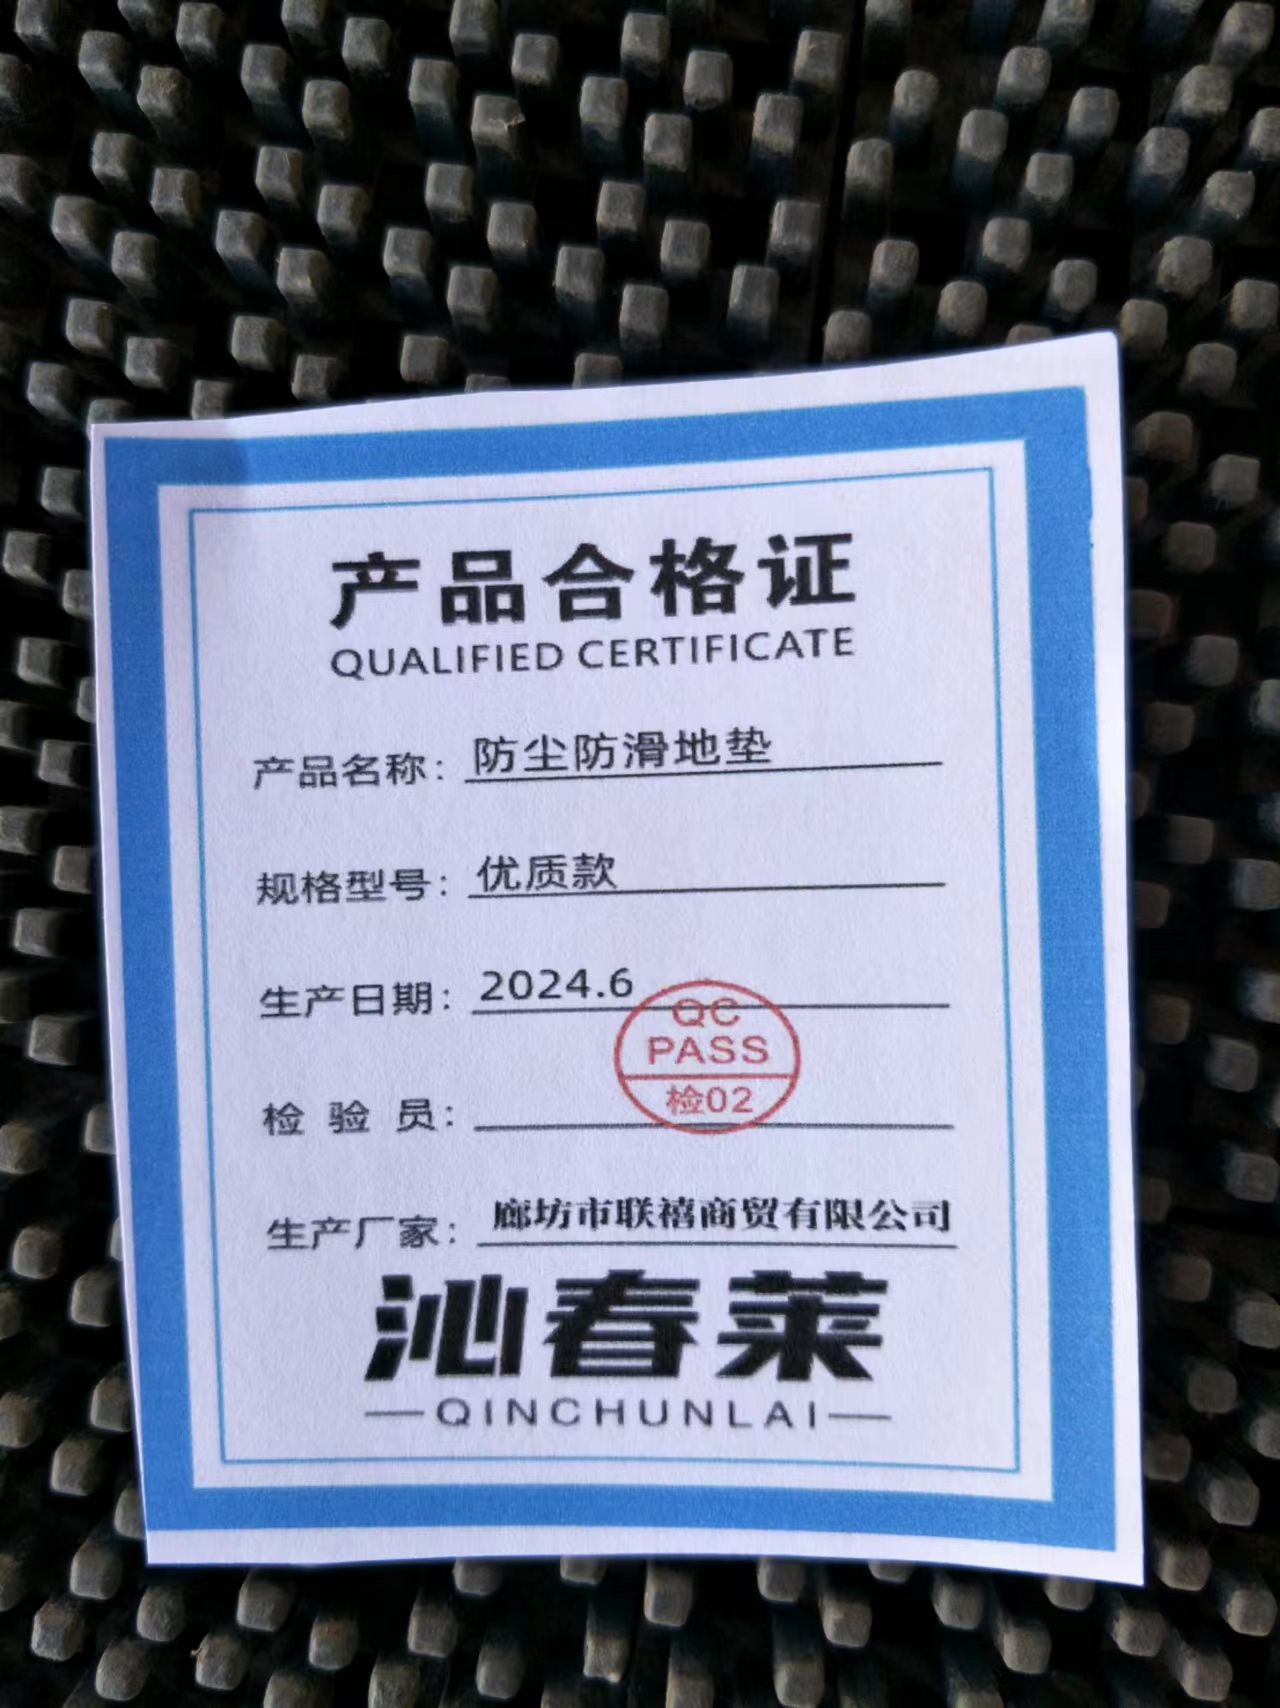 产品合格证
QUALIFIED CERTIFICATE
产品名称：防尘防滑地垫
规格型号：优质款
生产日期：2024.6
QC
PASS
检02
检 验 员：
生产厂家：廊坊市联禧商贸有限公司
沁春莱
—QINCHUNLAI—